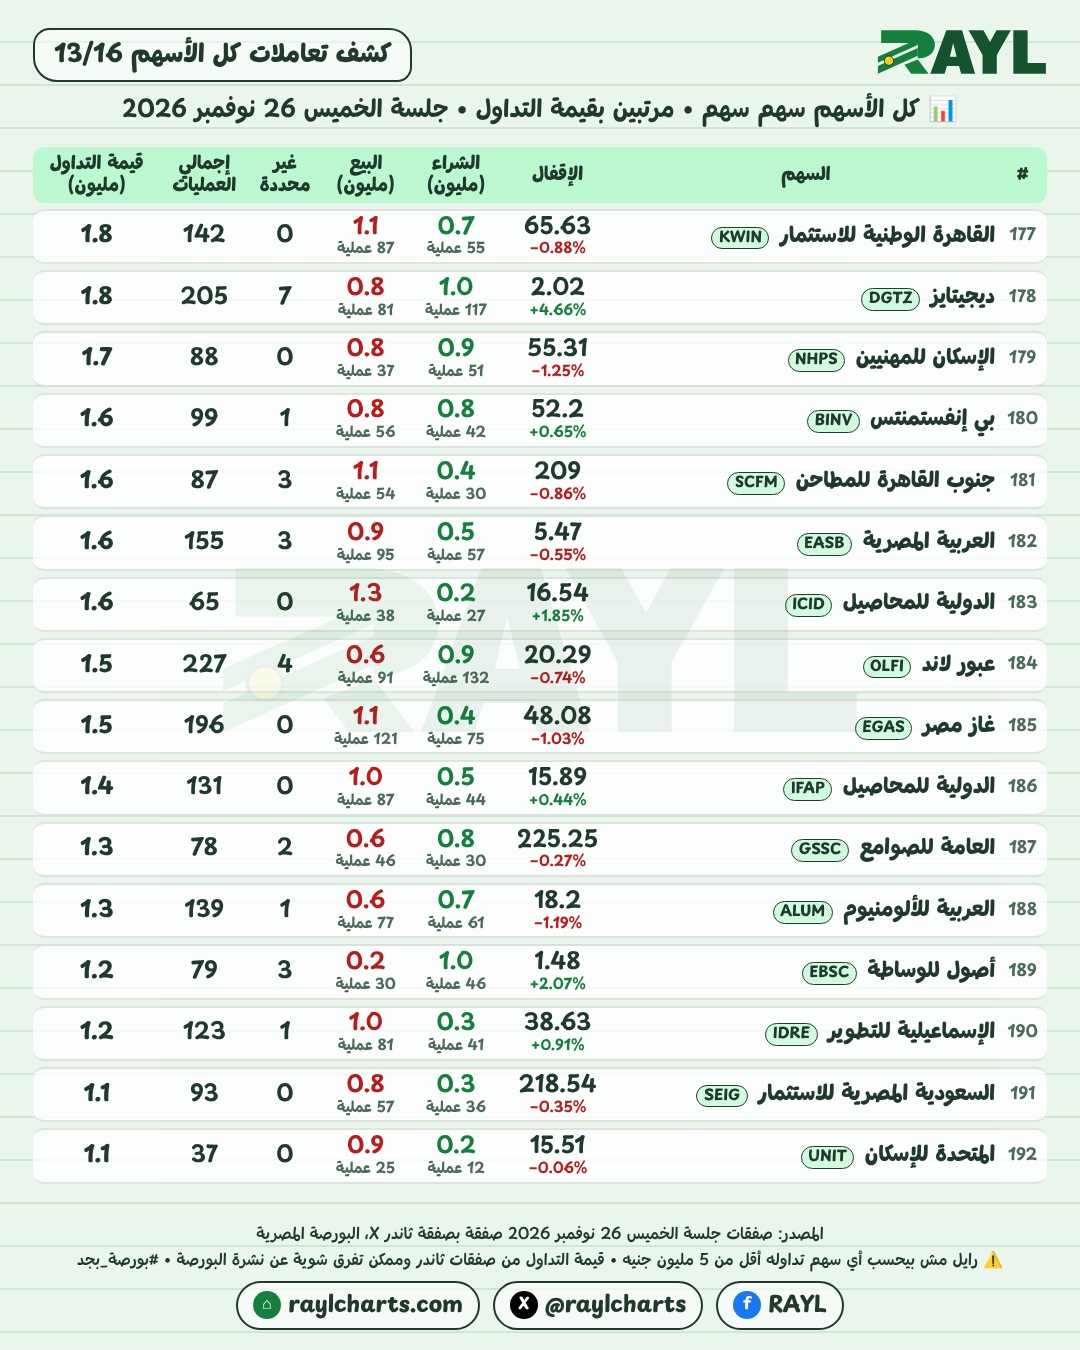 RAYL
كشف تعاملات كل الأسهم 13/16
📊 كل الأسهم سهم سهم • مرتبين بقيمة التداول • جلسة الخميس 26 نوفمبر 2026
# السهم الإقفال الشراء (مليون) البيع (مليون) غير محددة إجمالي العمليات قيمة التداول (مليون)
177 القاهرة الوطنية للاستثمار KWIN 65.63 0.7 1.1 0 142 1.8
-0.88% 55 عملية 87 عملية
178 ديجيتايز DGTZ 2.02 1.0 0.8 7 205 1.8
+4.66% 117 عملية 81 عملية
179 الإسكان للمهنيين NHPS 55.31 0.9 0.8 0 88 1.7
-1.25% 51 عملية 37 عملية
180 بي إنفستمنتس BINV 52.2 0.8 0.8 1 99 1.6
+0.65% 42 عملية 56 عملية
181 جنوب القاهرة للمطاحن SCFM 209 0.4 1.1 3 87 1.6
-0.86% 30 عملية 54 عملية
182 العربية المصرية EASB 5.47 0.5 0.9 3 155 1.6
-0.55% 57 عملية 95 عملية
183 الدولية للمحاصيل ICID 16.54 0.2 1.3 0 65 1.6
+1.85% 27 عملية 38 عملية
184 عبور لاند OLFI 20.29 0.9 0.6 4 227 1.5
-0.74% 132 عملية 91 عملية
185 غاز مصر EGAS 48.08 0.4 1.1 0 196 1.5
-1.03% 75 عملية 121 عملية
186 الدولية للمحاصيل IFAP 15.89 0.5 1.0 0 131 1.4
+0.44% 44 عملية 87 عملية
187 العامة للصوامع GSSC 225.25 0.8 0.6 2 78 1.3
-0.27% 30 عملية 46 عملية
188 العربية للألومنيوم ALUM 18.2 0.7 0.6 1 139 1.3
-1.19% 61 عملية 77 عملية
189 أصول للوساطة EBSC 1.48 1.0 0.2 3 79 1.2
+2.07% 46 عملية 30 عملية
190 الإسماعيلية للتطوير IDRE 38.63 0.3 1.0 1 123 1.2
+0.91% 41 عملية 81 عملية
191 السعودية المصرية للاستثمار SEIG 218.54 0.3 0.8 0 93 1.1
-0.35% 36 عملية 57 عملية
192 المتحدة للإسكان UNIT 15.51 0.2 0.9 0 37 1.1
-0.06% 12 عملية 25 عملية
المصدر: صفقات جلسة الخميس 26 نوفمبر 2026 صفقة بصفقة ثاندر X، البورصة المصرية
⚠️ رايل مش بيحسب أي سهم تداوله أقل من 5 مليون جنيه • قيمة التداول من صفقات ثاندر وممكن تفرق شوية عن نشرة البورصة • #بورصة_بجد
raylcharts.com @raylcharts RAYL